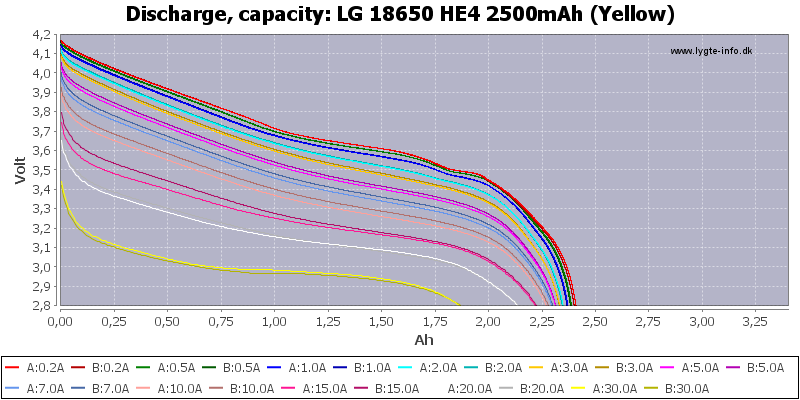 Discharge, capacity: LG 18650 HE4 2500mAh (Yellow)
www.lygte-info.dk
Volt
4,2
4,1
4,0
3,9
3,8
3,7
3,6
3,5
3,4
3,3
3,2
3,1
3,0
2,9
2,8
0,00 0,25 0,50 0,75 1,00 1,25 1,50 1,75 2,00 2,25 2,50 2,75 3,00 3,25
Ah
A:0.2A B:0.2A A:0.5A B:0.5A A:1.0A B:1.0A A:2.0A B:2.0A A:3.0A B:3.0A A:5.0A B:5.0A
A:7.0A B:7.0A A:10.0A B:10.0A A:15.0A B:15.0A A:20.0A B:20.0A A:30.0A B:30.0A